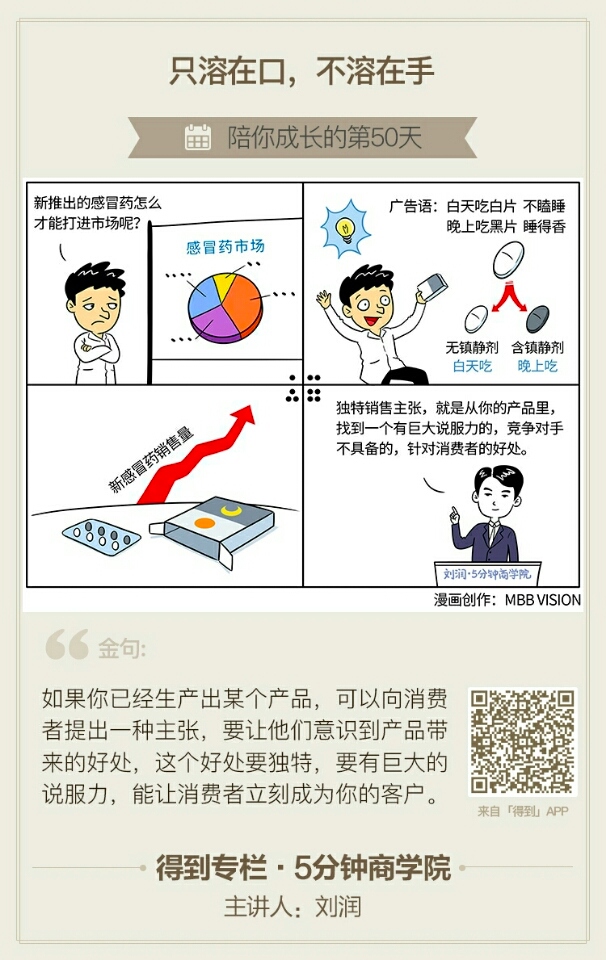 只溶在口，不溶在手
陪你成长的第50天
新推出的感冒药怎么
才能打进市场呢？
感冒药市场
广告语：白天吃白片 不瞌睡
晚上吃黑片 睡得香
无镇静剂 含镇静剂
白天吃 晚上吃
新感冒药销售量
独特销售主张，就是从你的产品里，
找到一个有巨大说服力的，竞争对手
不具备的，针对消费者的好处。
刘润·5分钟商学院
漫画创作：MBB VISION
金句:
如果你已经生产出某个产品，可以向消费
者提出一种主张，要让他们意识到产品带
来的好处，这个好处要独特，要有巨大的
说服力，能让消费者立刻成为你的客户。
来自「得到」APP
得到专栏·5分钟商学院
主讲人：刘润